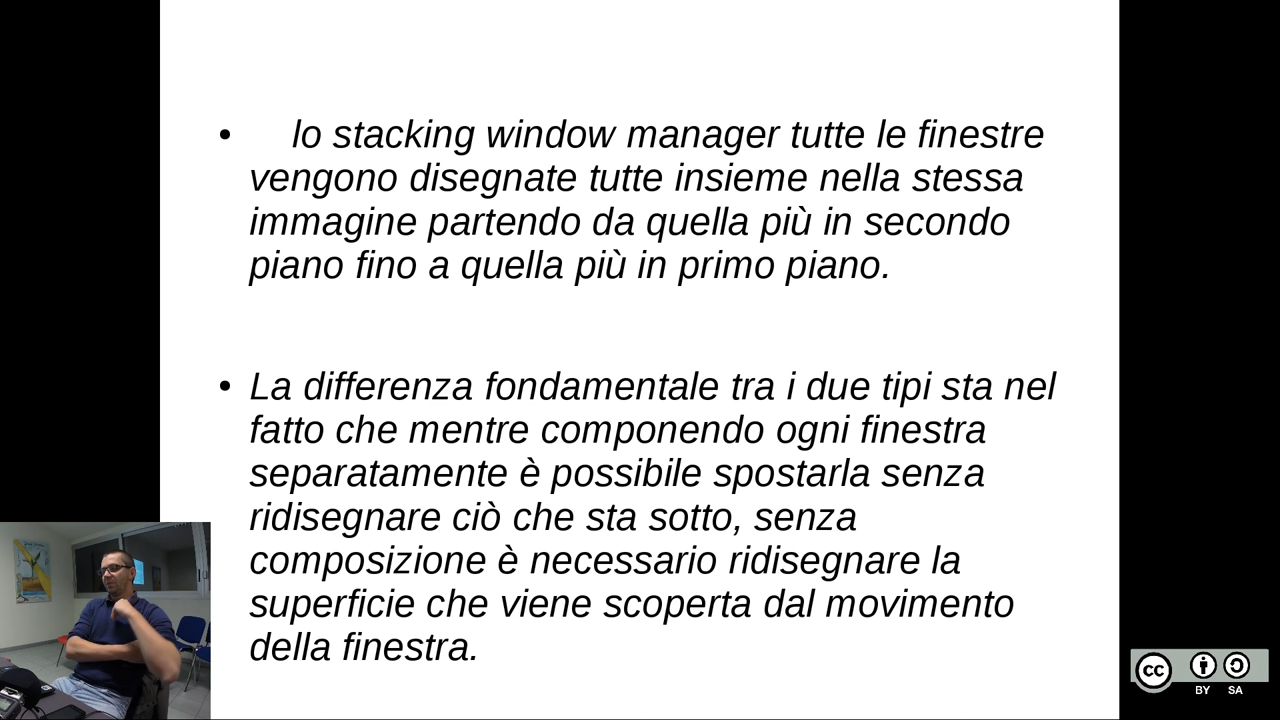 • lo stacking window manager tutte le finestre
vengono disegnate tutte insieme nella stessa
immagine partendo da quella più in secondo
piano fino a quella più in primo piano.
• La differenza fondamentale tra i due tipi sta nel
fatto che mentre componendo ogni finestra
separatamente è possibile spostarla senza
ridisegnare ciò che sta sotto, senza
composizione è necessario ridisegnare la
superficie che viene scoperta dal movimento
della finestra.
cc
BY SA